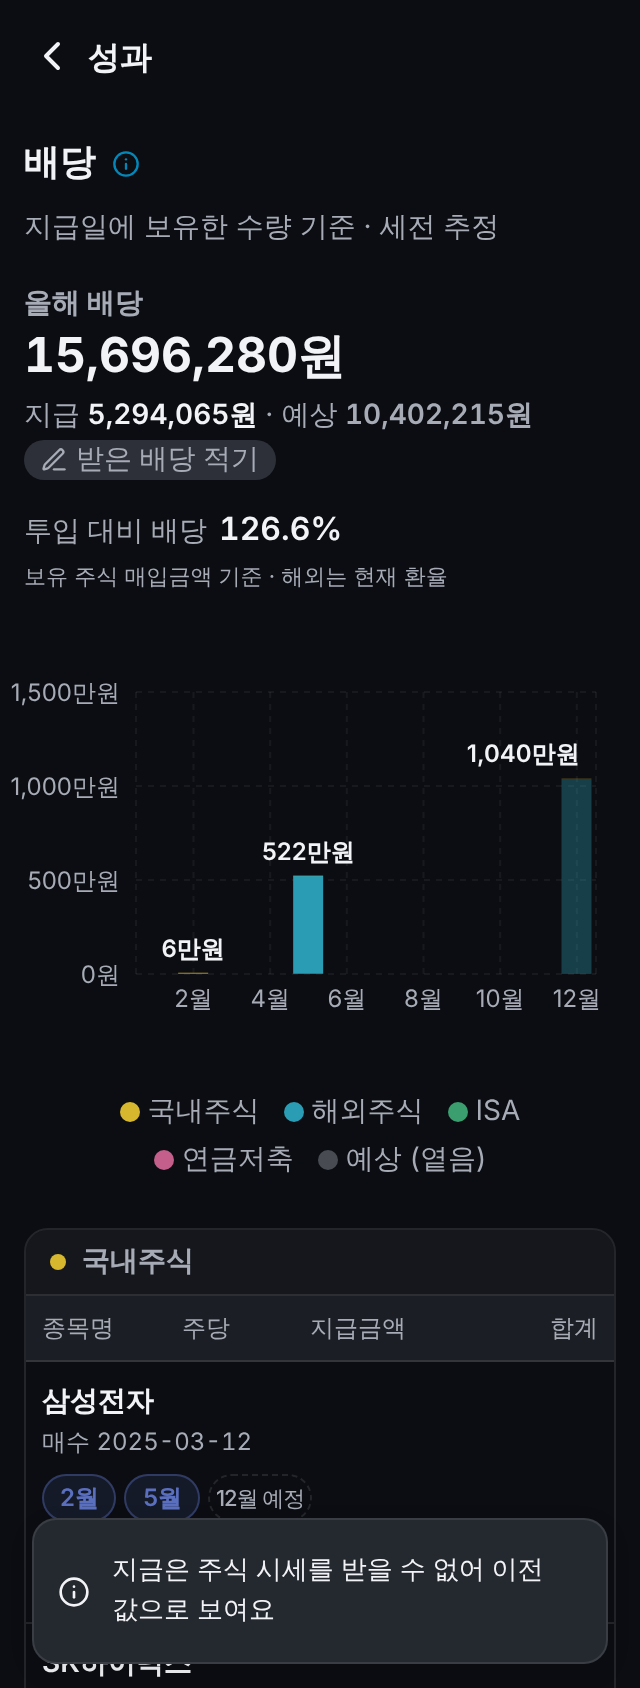 성과
배당
지급일에 보유한 수량 기준 · 세전 추정
올해 배당
15,696,280원
지급 5,294,065원 · 예상 10,402,215원
받은 배당 적기
투입 대비 배당 126.6%
보유 주식 매입금액 기준 · 해외는 현재 환율
1,500만원
1,000만원
500만원
0원
6만원
522만원
1,040만원
2월 4월 6월 8월 10월 12월
국내주식 해외주식 ISA
연금저축 예상 (옅음)
국내주식
종목명 주당 지급금액 합계
삼성전자
매수 2025-03-12
2월 5월 12월 예정
지금은 주식 시세를 받을 수 없어 이전
값으로 보여요